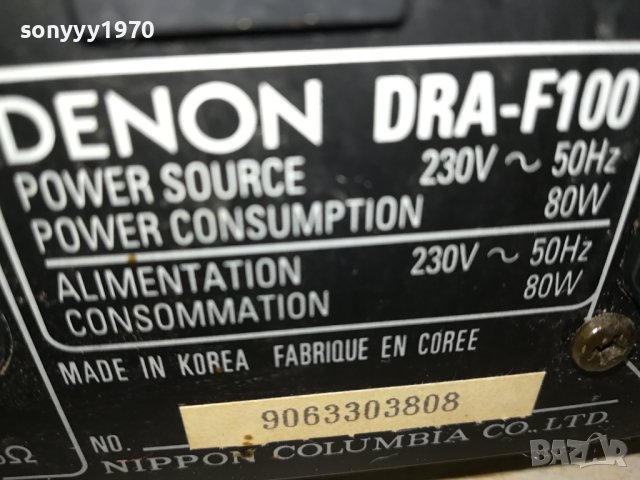 sonyyy1970
DENON DRA-F100
POWER SOURCE 230V ~ 50Hz
POWER CONSUMPTION 80W
ALIMENTATION 230V ~ 50Hz
CONSOMMATION 80W
MADE IN KOREA FABRIQUE EN COREE
NO. 9063303808
NIPPON COLUMBIA CO., LTD.
Ω
BAZAR